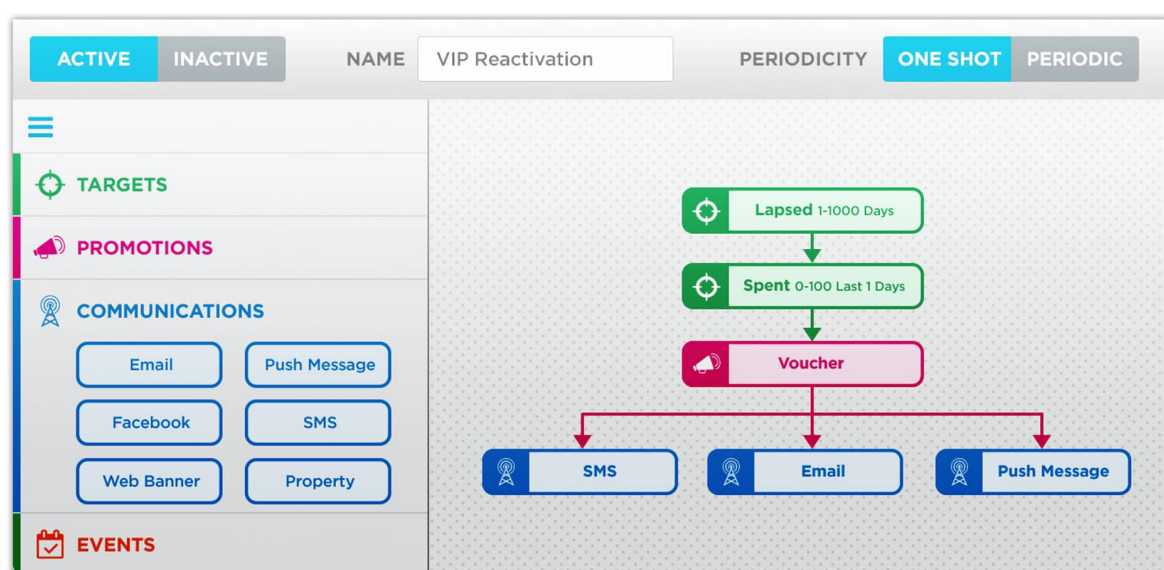 ACTIVE INACTIVE NAME VIP Reactivation PERIODICITY ONE SHOT PERIODIC
TARGETS
PROMOTIONS
COMMUNICATIONS
Email Push Message
Facebook SMS
Web Banner Property
EVENTS
Lapsed 1-1000 Days
Spent 0-100 Last 1 Days
Voucher
SMS Email Push Message